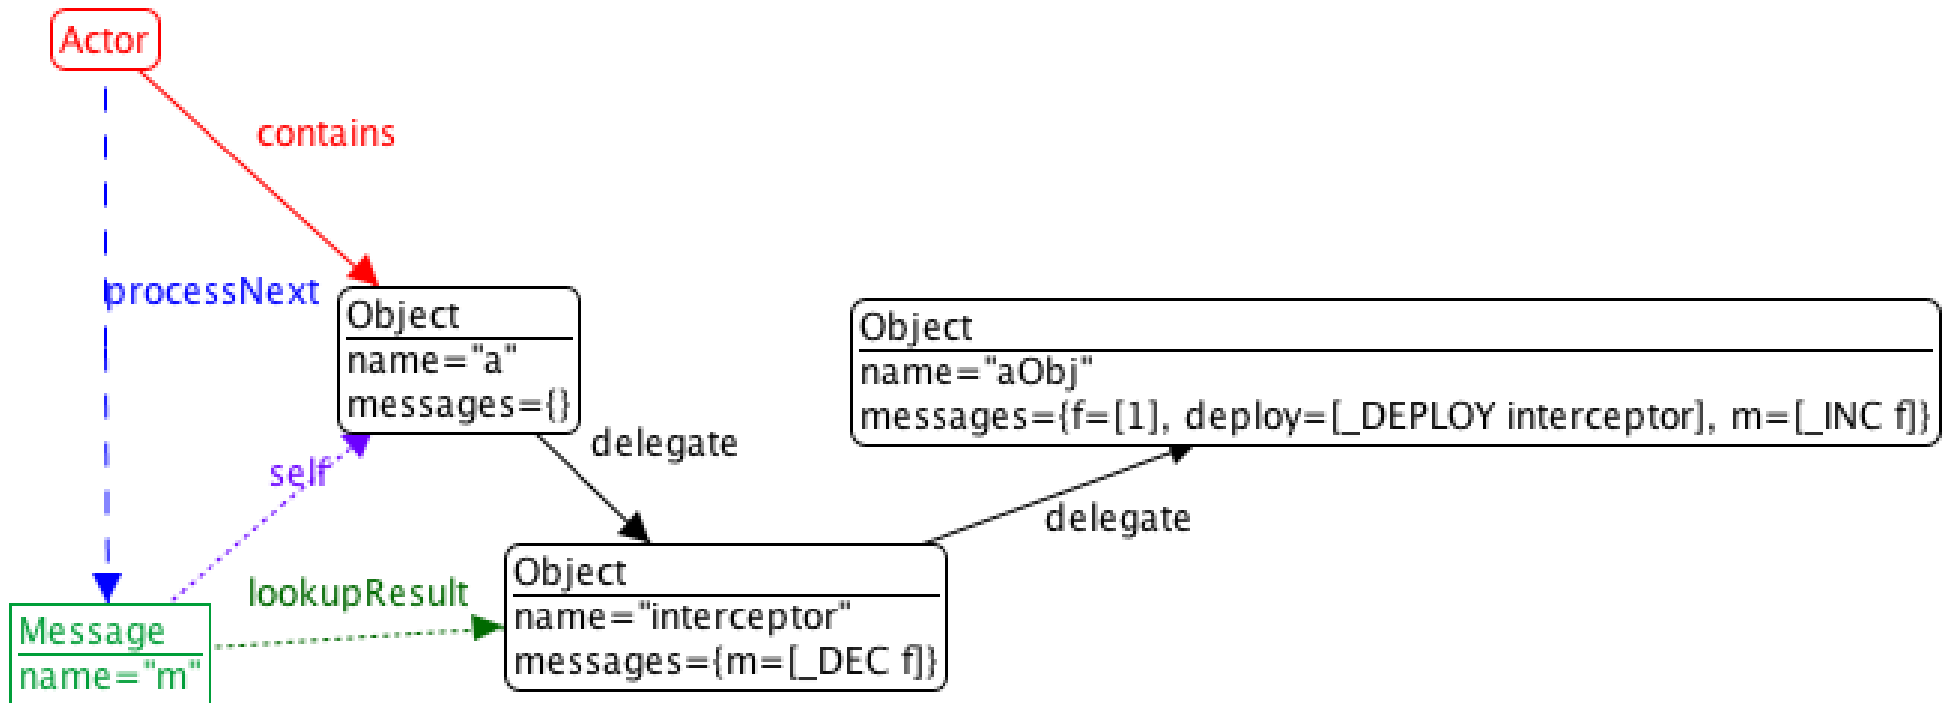 Actor
contains
processNext
Object
name="a"
messages={}
Object
name="aObj"
messages={f=[1], deploy=[_DEPLOY interceptor], m=[_INC f]}
delegate
self
delegate
Object
name="interceptor"
messages={m=[_DEC f]}
lookupResult
Message
name="m"